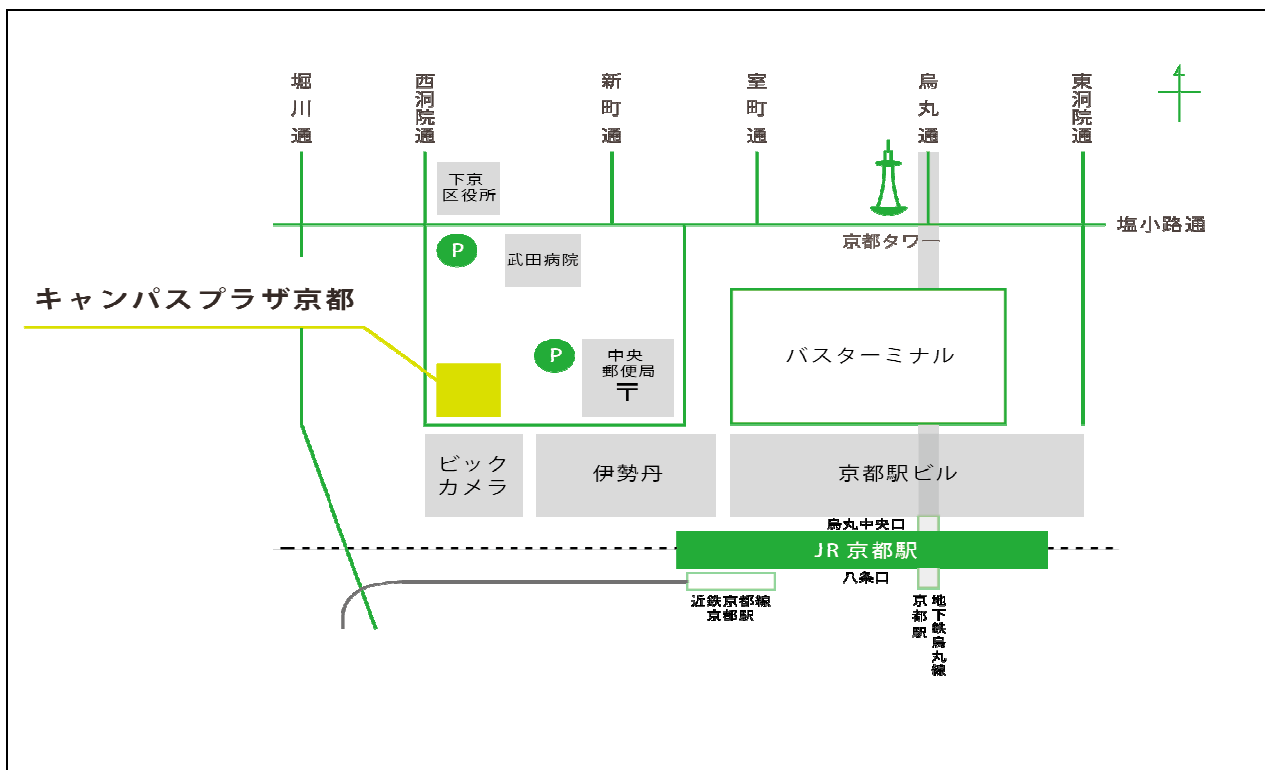 堀川通
西洞院通
新町通
室町通
烏丸通
東洞院通
下京
区役所
塩小路通
京都タワー
P
武田病院
キャンパスプラザ京都
P
中央
郵便局
〒
バスターミナル
ビック
カメラ
伊勢丹
京都駅ビル
烏丸中央口
JR 京都駅
八条口
近鉄京都線
京都駅
地下鉄烏丸線
京都駅